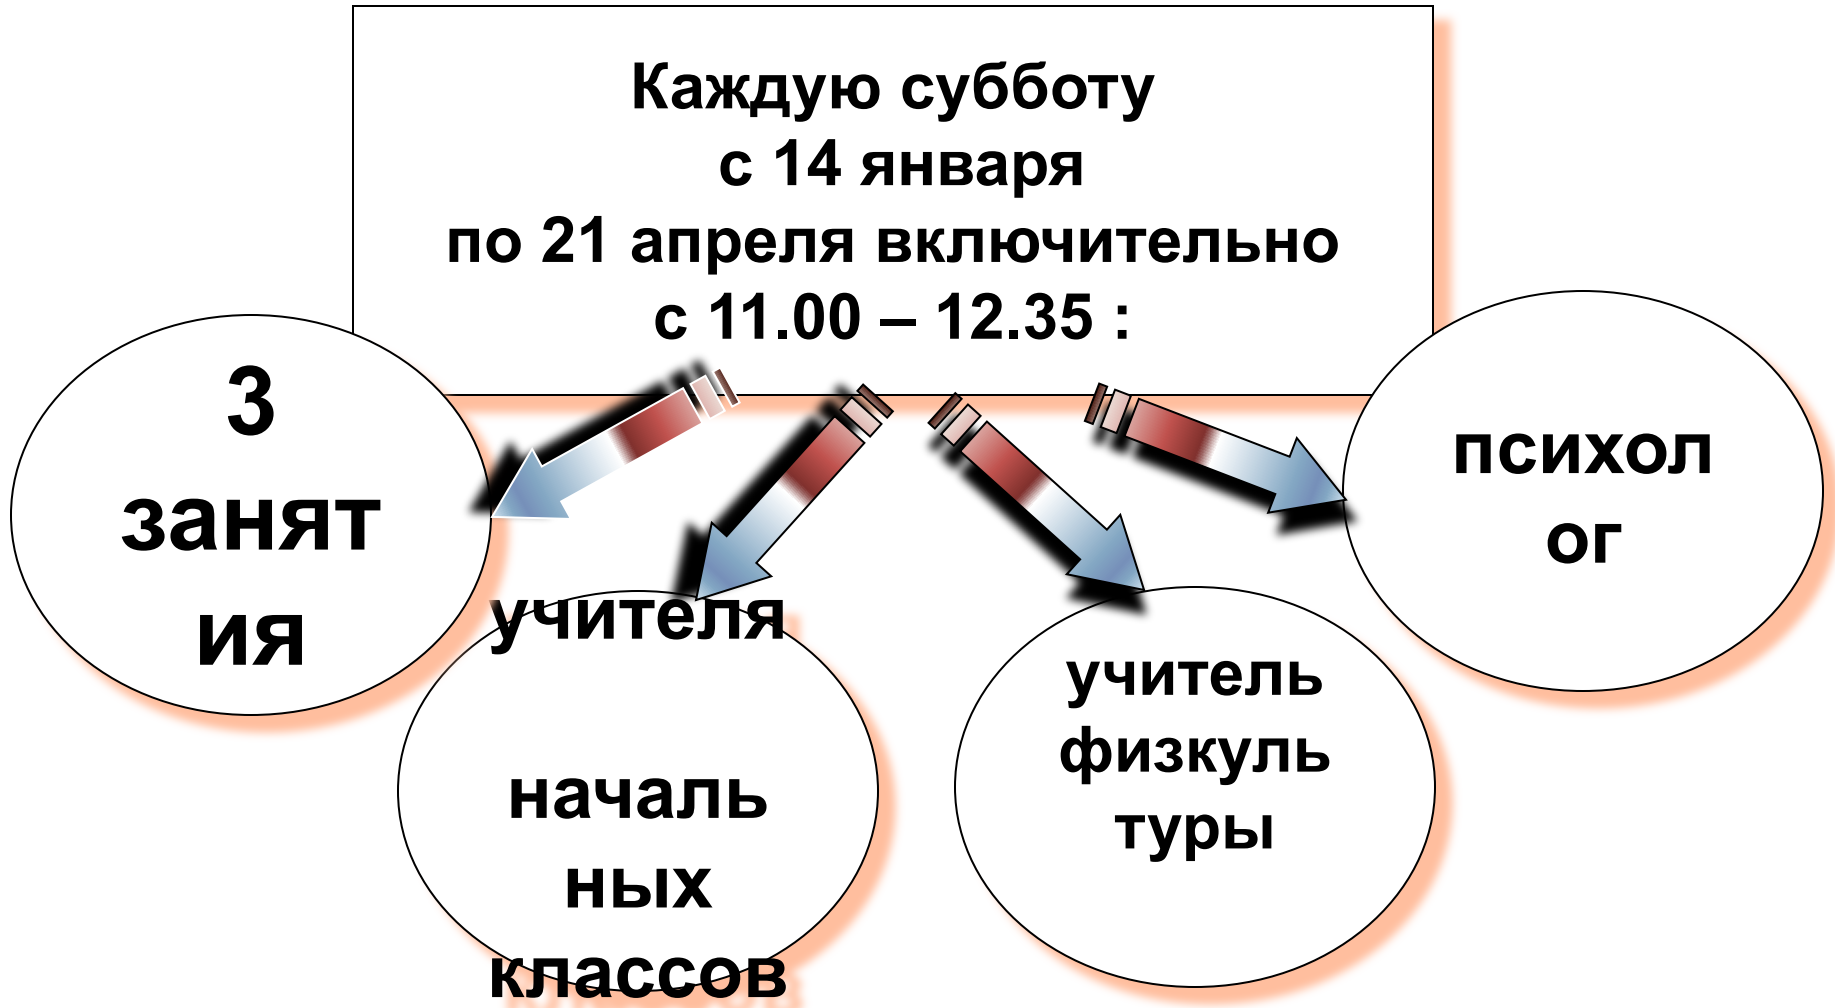 Каждую субботу
с 14 января
по 21 апреля включительно
с 11.00 – 12.35 :
3
занят
ия
учителя
началь
ных
классов
учитель
физкуль
туры
психол
ог